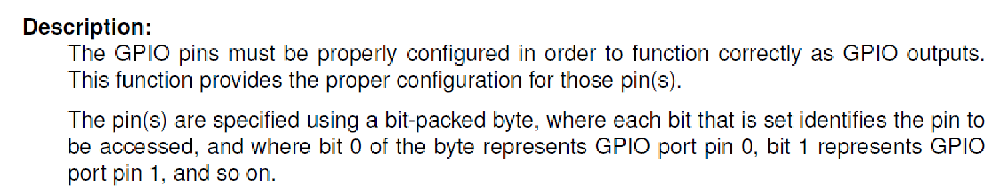 Description:
The GPIO pins must be properly configured in order to function correctly as GPIO outputs.
This function provides the proper configuration for those pin(s).
The pin(s) are specified using a bit-packed byte, where each bit that is set identifies the pin to
be accessed, and where bit 0 of the byte represents GPIO port pin 0, bit 1 represents GPIO
port pin 1, and so on.